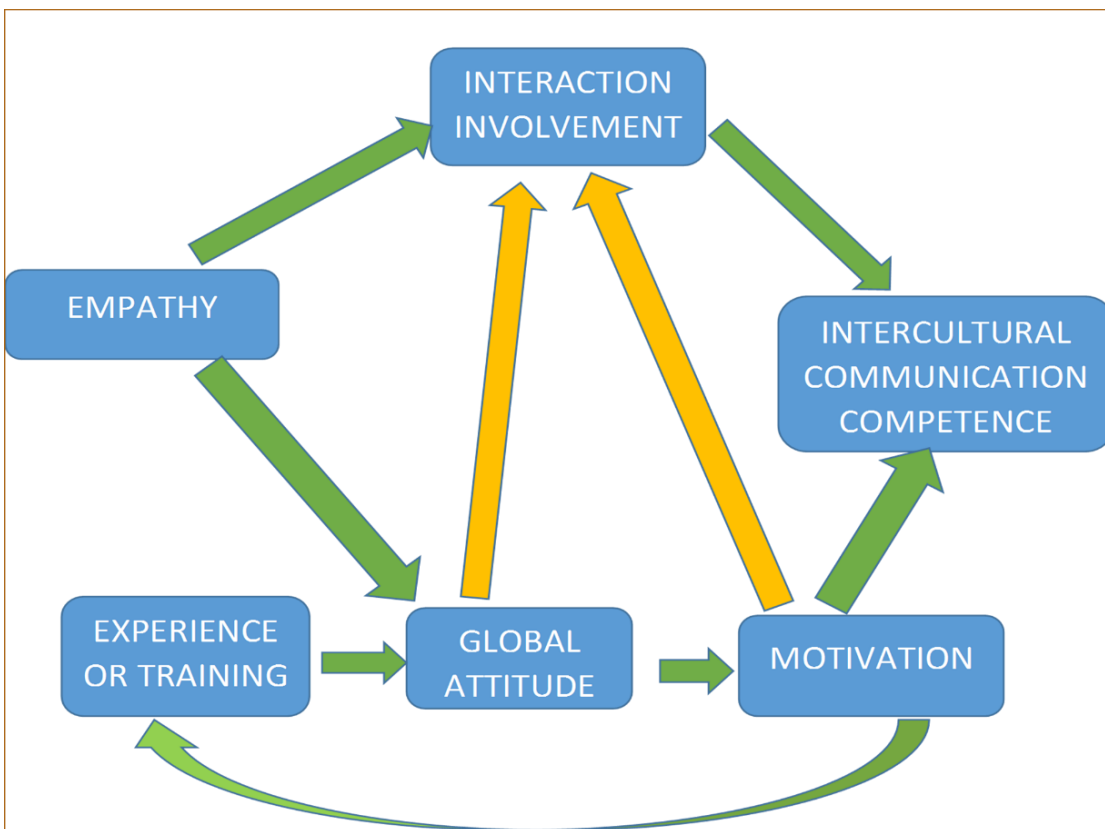 INTERACTION
INVOLVEMENT
EMPATHY
INTERCULTURAL
COMMUNICATION
COMPETENCE
EXPERIENCE
OR TRAINING
GLOBAL
ATTITUDE
MOTIVATION